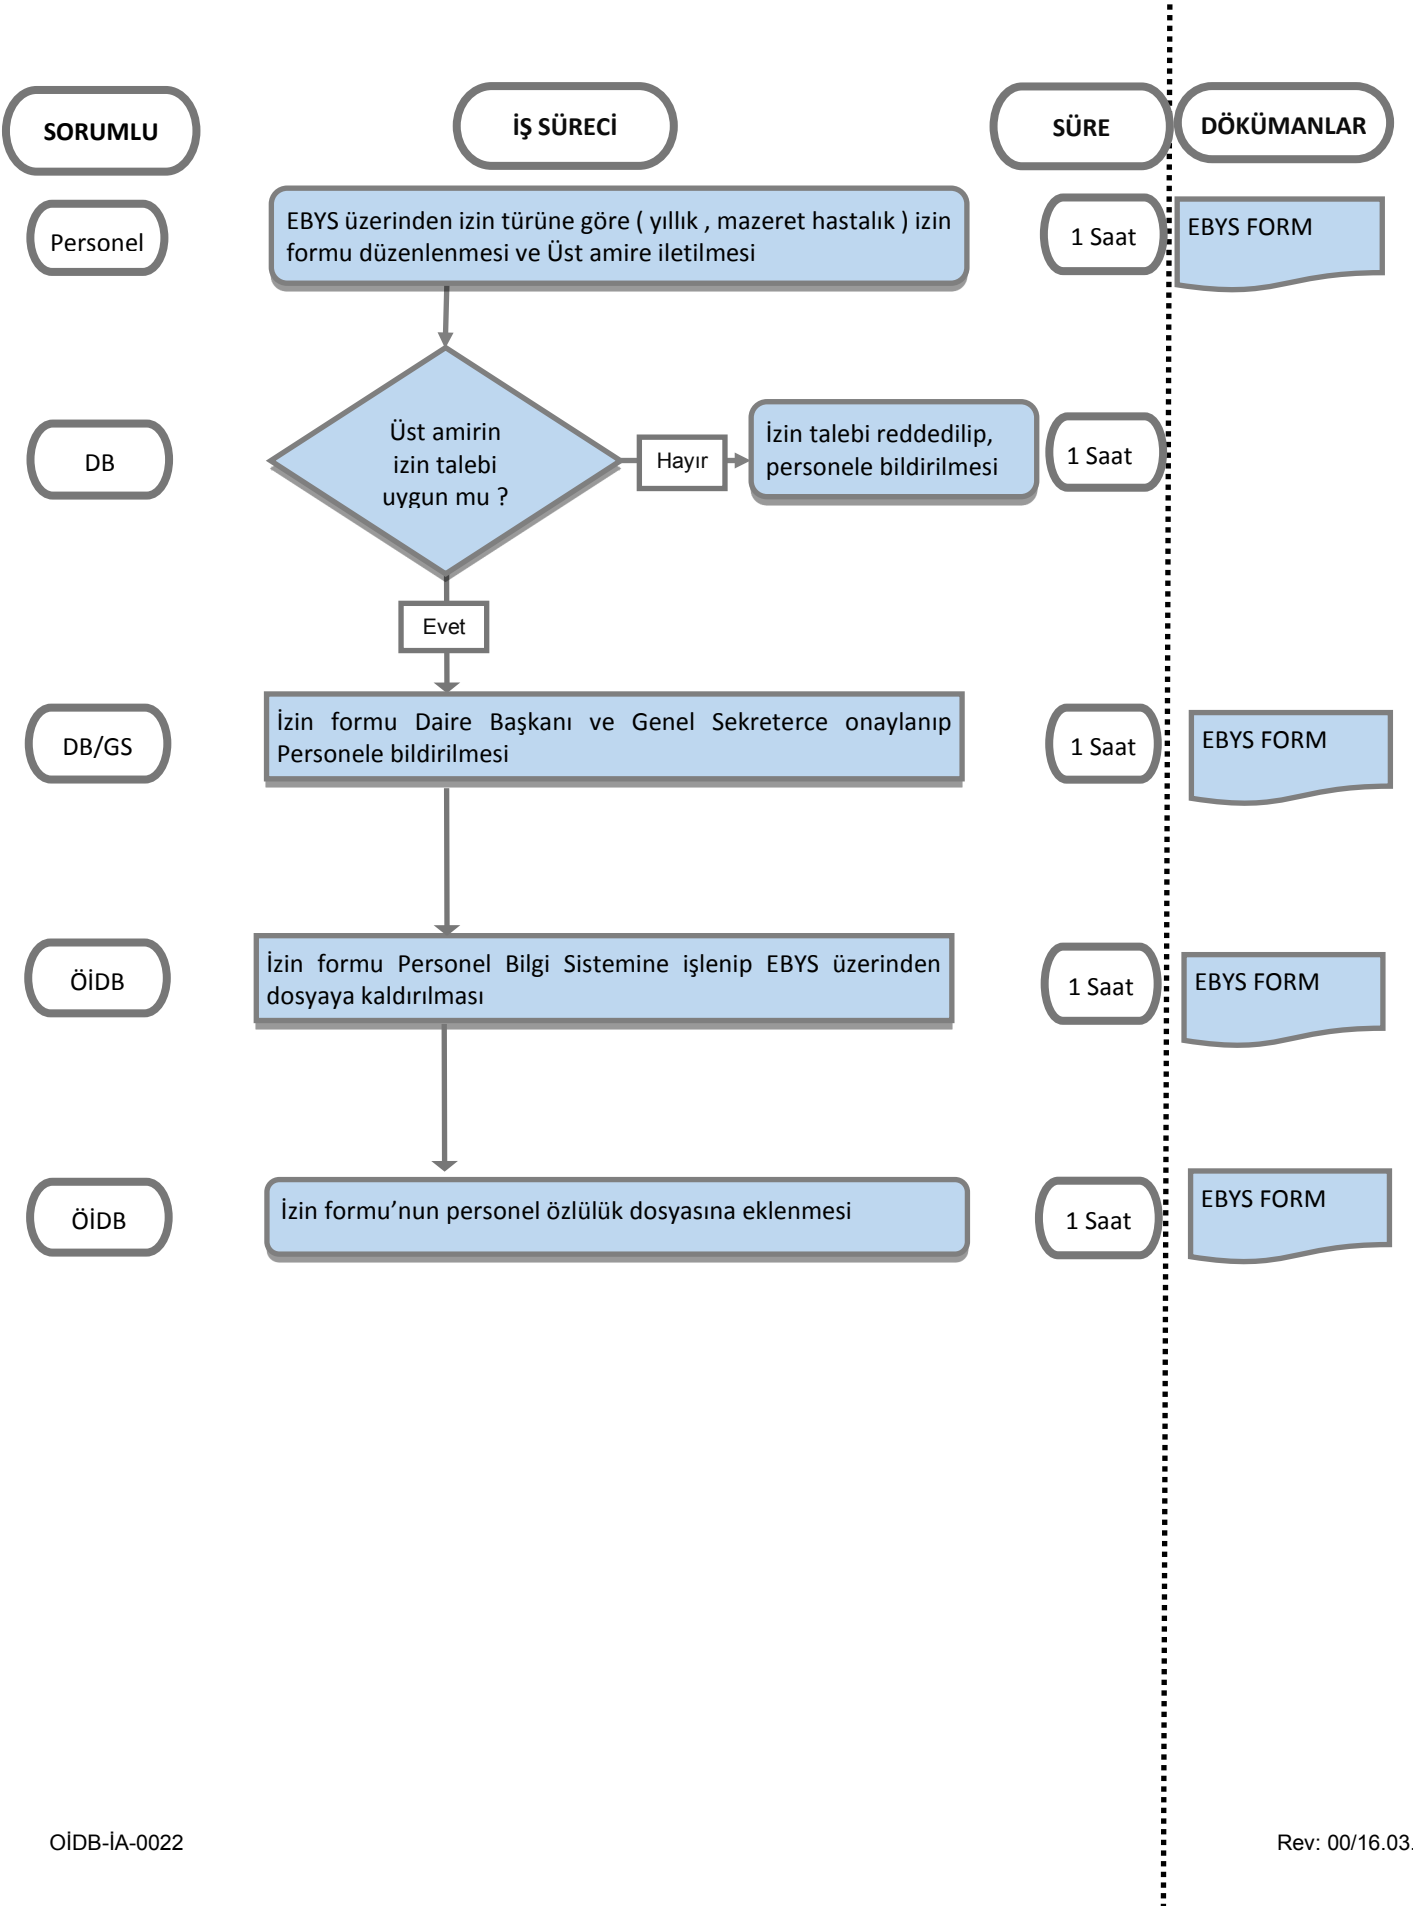 SORUMLU
İŞ SÜRECİ
SÜRE
DÖKÜMANLAR
Personel
EBYS üzerinden izin türüne göre ( yıllık , mazeret hastalık ) izin
formu düzenlenmesi ve Üst amire iletilmesi
1 Saat
EBYS FORM
DB
Üst amirin
izin talebi
uygun mu ?
Hayır
İzin talebi reddedilip,
personele bildirilmesi
1 Saat
Evet
DB/GS
İzin formu Daire Başkanı ve Genel Sekreterce onaylanıp
Personele bildirilmesi
1 Saat
EBYS FORM
ÖİDB
İzin formu Personel Bilgi Sistemine işlenip EBYS üzerinden
dosyaya kaldırılması
1 Saat
EBYS FORM
ÖİDB
İzin formu’nun personel özlülük dosyasına eklenmesi
1 Saat
EBYS FORM
OİDB-İA-0022
Rev: 00/16.03.